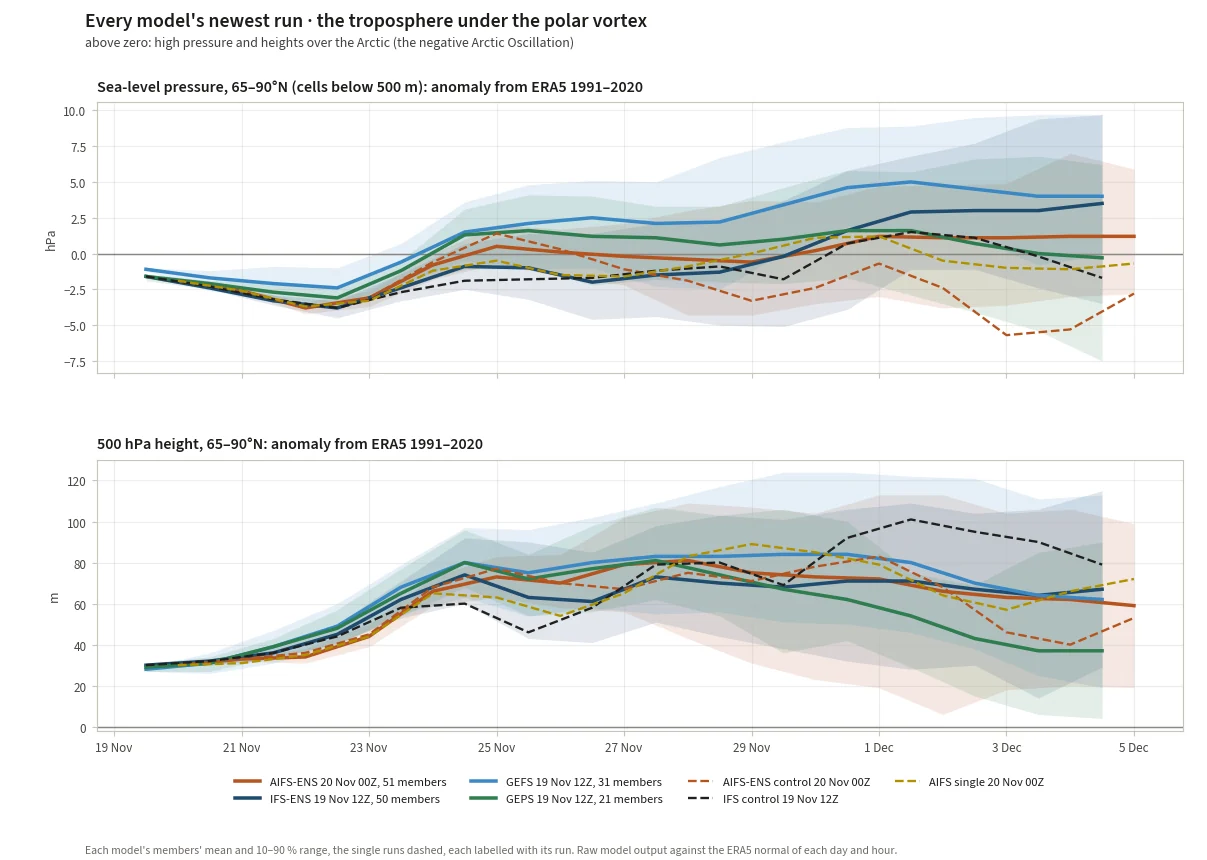 Every model's newest run · the troposphere under the polar vortex
above zero: high pressure and heights over the Arctic (the negative Arctic Oscillation)
Sea-level pressure, 65–90°N (cells below 500 m): anomaly from ERA5 1991–2020
10.0
7.5
5.0
2.5
0.0
−2.5
−5.0
−7.5
hPa
500 hPa height, 65–90°N: anomaly from ERA5 1991–2020
120
100
80
60
40
20
0
m
19 Nov 21 Nov 23 Nov 25 Nov 27 Nov 29 Nov 1 Dec 3 Dec 5 Dec
AIFS-ENS 20 Nov 00Z, 51 members GEFS 19 Nov 12Z, 31 members AIFS-ENS control 20 Nov 00Z AIFS single 20 Nov 00Z
IFS-ENS 19 Nov 12Z, 50 members GEPS 19 Nov 12Z, 21 members IFS control 19 Nov 12Z
Each model's members' mean and 10–90 % range, the single runs dashed, each labelled with its run. Raw model output against the ERA5 normal of each day and hour.